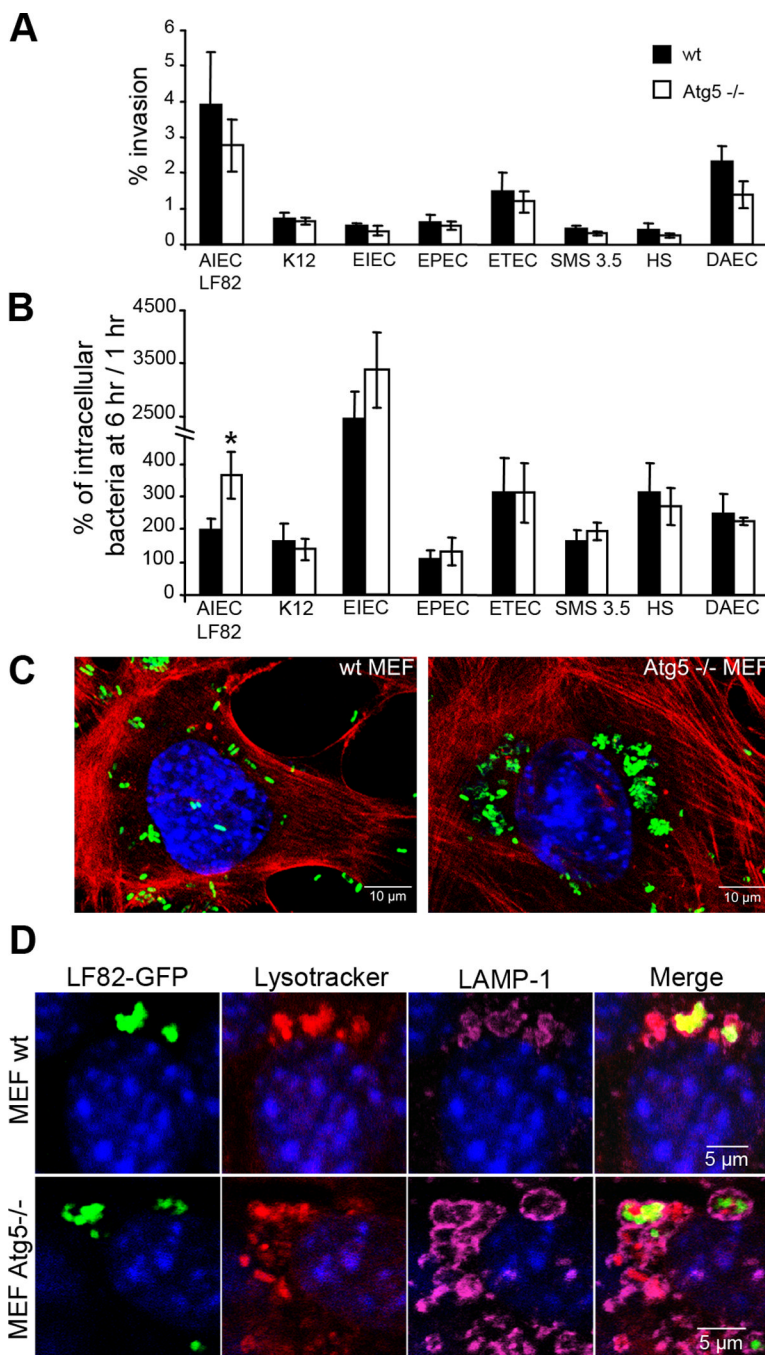 A
% invasion
6
5
4
3
2
1
0
wt
Atg5 -/-
AIEC LF82
K12
EIEC
EPEC
ETEC
SMS 3.5
HS
DAEC
B
% of intracellular
bacteria at 6 hr / 1 hr
4500
3500
2500
400
300
200
100
0
*
AIEC LF82
K12
EIEC
EPEC
ETEC
SMS 3.5
HS
DAEC
C
wt MEF
10 µm
Atg5 -/- MEF
10 µm
D
LF82-GFP
Lysotracker
LAMP-1
Merge
MEF wt
5 µm
MEF Atg5-/-
5 µm